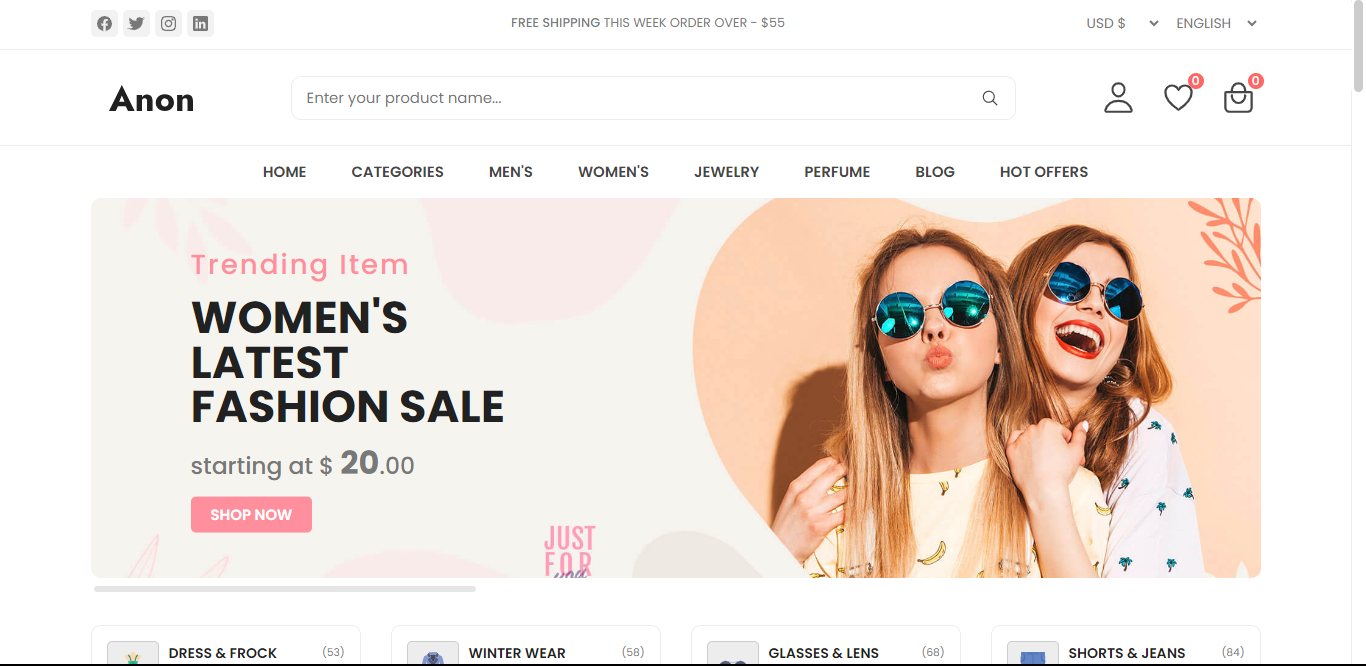 FREE SHIPPING THIS WEEK ORDER OVER - $55
USD $
ENGLISH
Anon
Enter your product name...
0
0
HOME
CATEGORIES
MEN'S
WOMEN'S
JEWELRY
PERFUME
BLOG
HOT OFFERS
Trending Item
WOMEN'S
LATEST
FASHION SALE
starting at $ 20.00
SHOP NOW
JUST
FOR
you
DRESS & FROCK
(53)
WINTER WEAR
(58)
GLASSES & LENS
(68)
SHORTS & JEANS
(84)